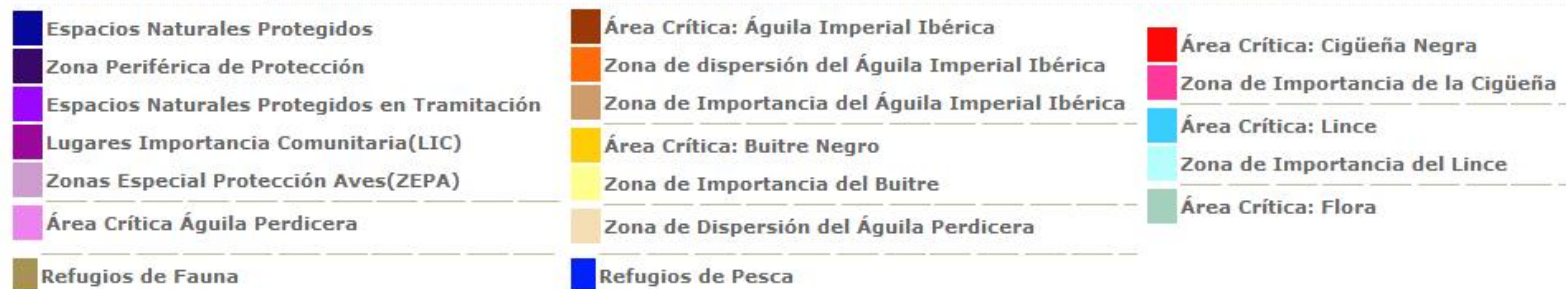 Espacios Naturales Protegidos
Zona Periférica de Protección
Espacios Naturales Protegidos en Tramitación
Lugares Importancia Comunitaria(LIC)
Zonas Especial Protección Aves(ZEPA)
Área Crítica Águila Perdicera
Refugios de Fauna
Área Crítica: Águila Imperial Ibérica
Zona de dispersión del Águila Imperial Ibérica
Zona de Importancia del Águila Imperial Ibérica
Área Crítica: Buitre Negro
Zona de Importancia del Buitre
Zona de Dispersión del Águila Perdicera
Refugios de Pesca
Área Crítica: Cigüeña Negra
Zona de Importancia de la Cigüeña
Área Crítica: Lince
Zona de Importancia del Lince
Área Crítica: Flora